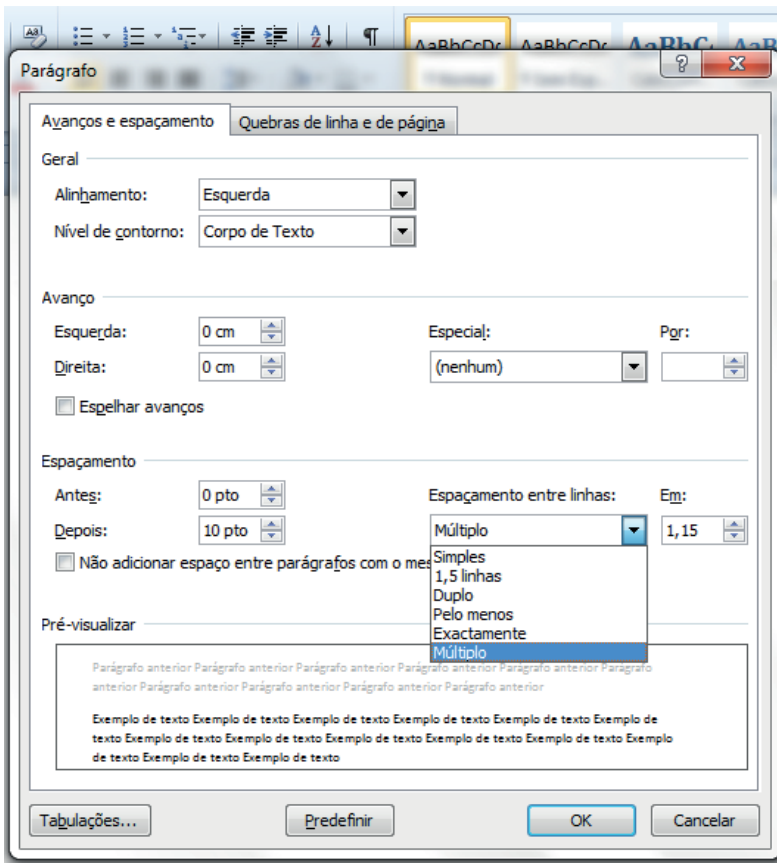 AaBbCcDc AaBbCcDc AaBbC AaB
Parágrafo
Avanços e espaçamento Quebras de linha e de página
Geral
Alinhamento: Esquerda
Nível de contorno: Corpo de Texto
Avanço
Esquerda: 0 cm Especial: Por:
Direita: 0 cm (nenhum)
Espelhar avanços
Espaçamento
Antes: 0 pto Espaçamento entre linhas: Em:
Depois: 10 pto Múltiplo 1,15
Não adicionar espaço entre parágrafos com o mes
Simples
1,5 linhas
Duplo
Pelo menos
Exactamente
Múltiplo
Pré-visualizar
Parágrafo anterior Parágrafo anterior Parágrafo anterior Parágrafo anterior Parágrafo anterior Parágrafo
anterior Parágrafo anterior Parágrafo anterior Parágrafo anterior Parágrafo anterior
Exemplo de texto Exemplo de texto Exemplo de texto Exemplo de texto Exemplo de texto Exemplo de
texto Exemplo de texto Exemplo de texto Exemplo de texto Exemplo de texto Exemplo de texto Exemplo
de texto Exemplo de texto Exemplo de texto
Tabulações... Predefinir OK Cancelar